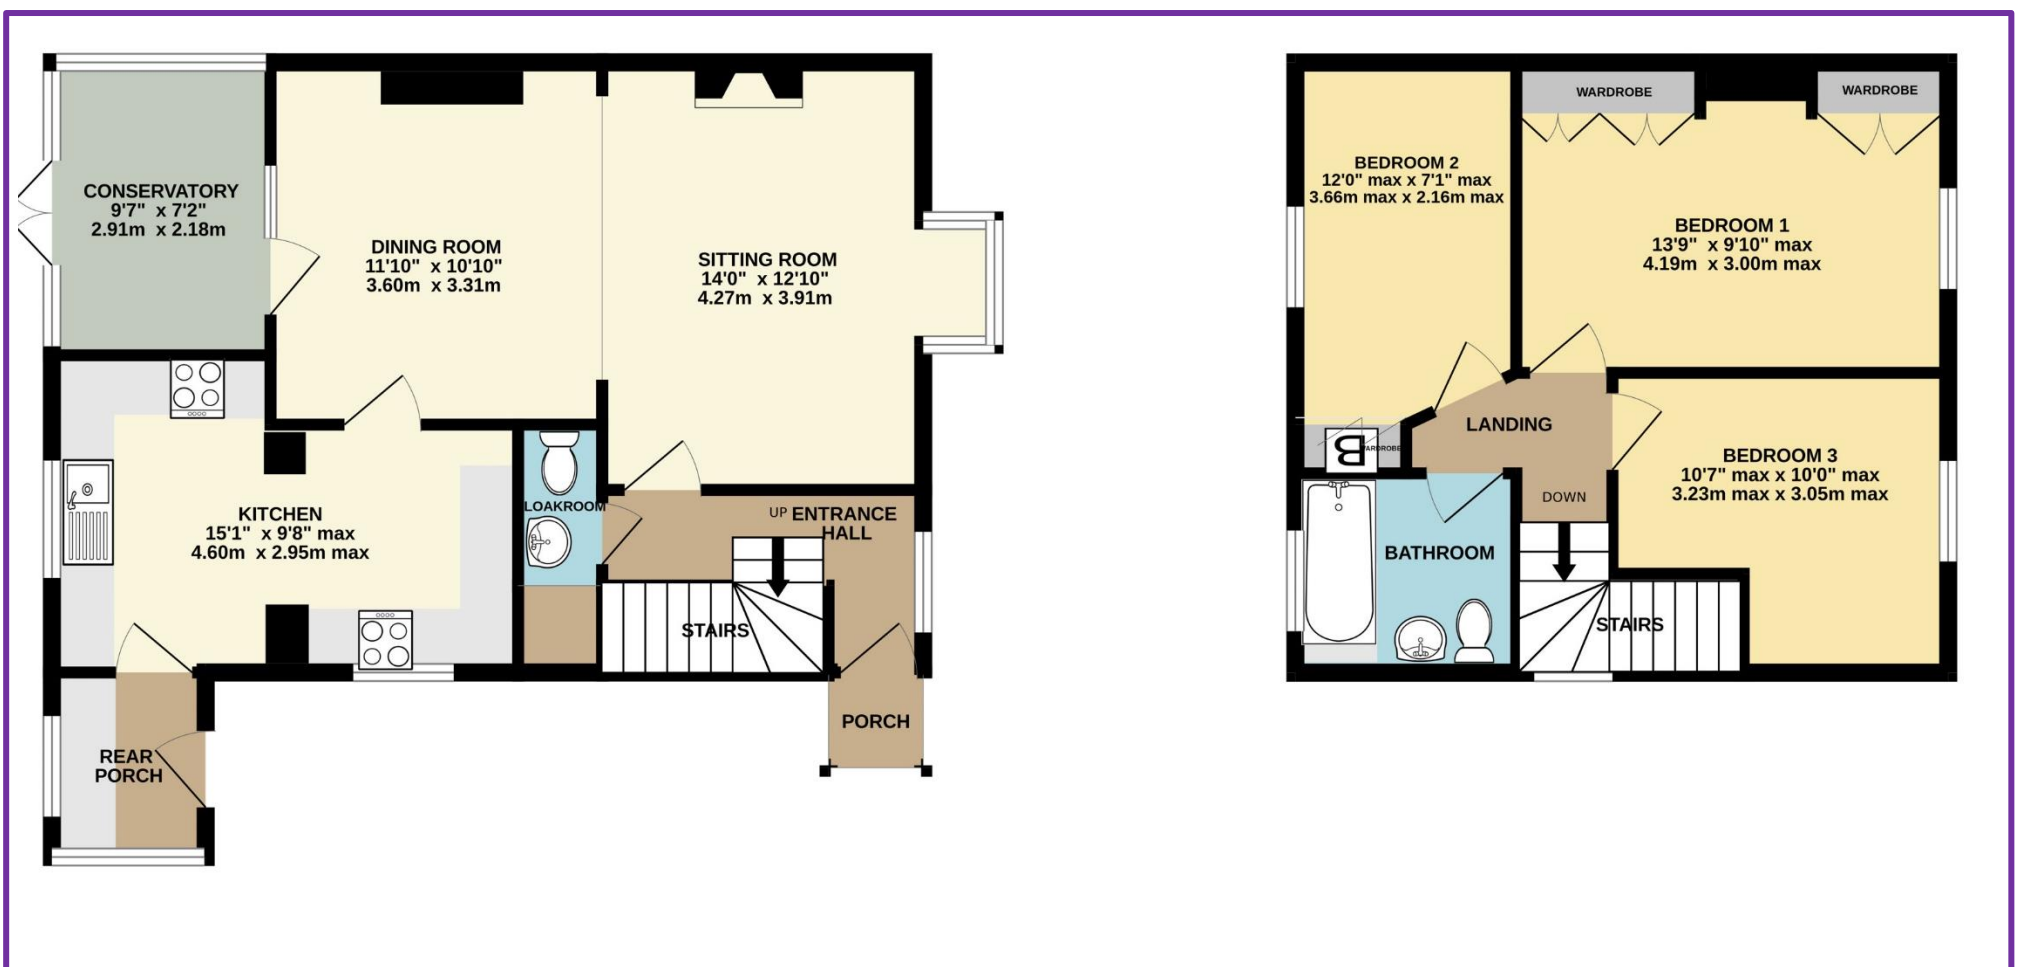 CONSERVATORY
9'7" x 7'2"
2.91m x 2.18m
DINING ROOM
11'10" x 10'10"
3.60m x 3.31m
SITTING ROOM
14'0" x 12'10"
4.27m x 3.91m
KITCHEN
15'1" x 9'8" max
4.60m x 2.95m max
LOAKROOM
UP
ENTRANCE
HALL
STAIRS
PORCH
REAR
PORCH
WARDROBE
WARDROBE
BEDROOM 2
12'0" max x 7'1" max
3.66m max x 2.16m max
BEDROOM 1
13'9" x 9'10" max
4.19m x 3.00m max
LANDING
B
WARDROBE
BEDROOM 3
10'7" max x 10'0" max
3.23m max x 3.05m max
DOWN
BATHROOM
STAIRS